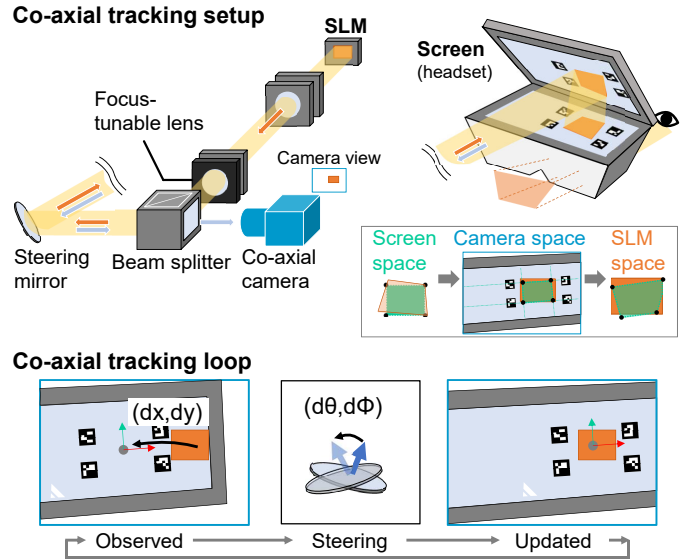 Co-axial tracking setup
SLM
Screen
(headset)
Focus-
tunable lens
Camera view
Steering
mirror
Beam splitter
Co-axial
camera
Screen
space
Camera space
SLM
space
Co-axial tracking loop
(dx,dy)
(dθ,dΦ)
Observed
Steering
Updated